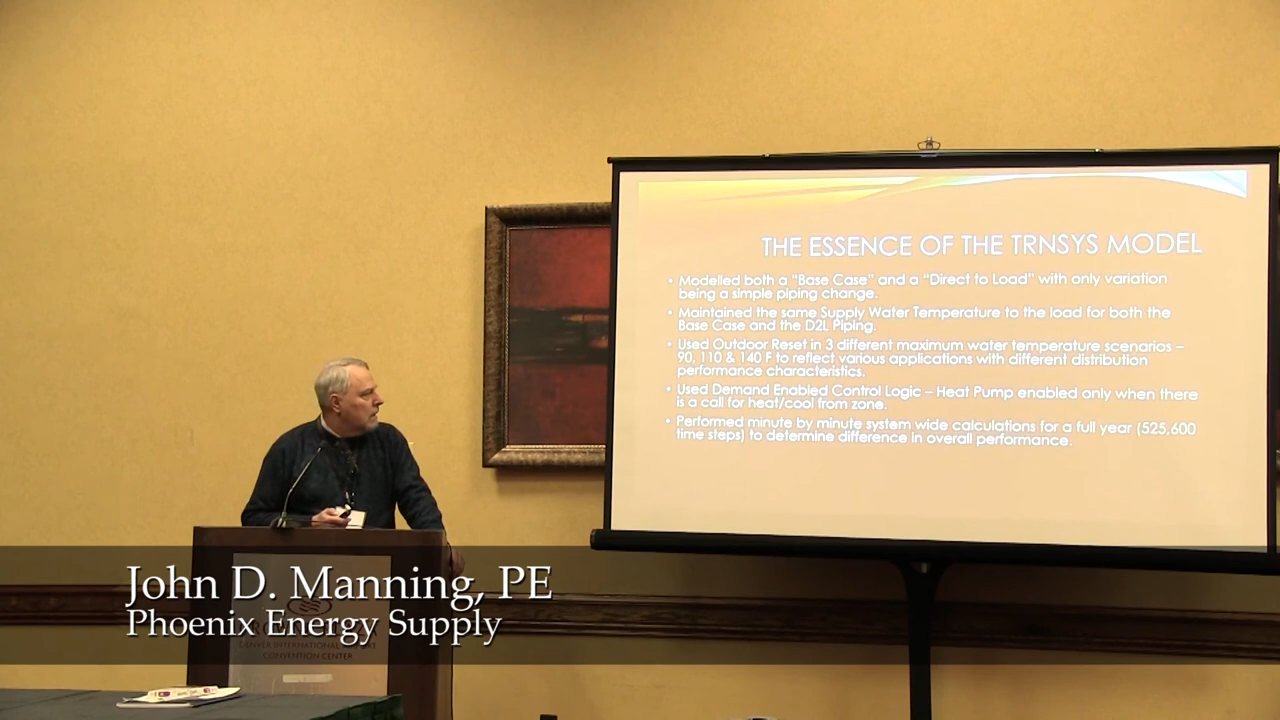 THE ESSENCE OF THE TRNSYS MODEL
• Modelled both a “Base Case” and a “Direct to Load” with only variation
being a simple piping change.
• Maintained the same Supply Water Temperature to the load for both the
Base Case and the D2L Piping.
• Used Outdoor Reset in 3 different maximum water temperature scenarios –
90, 110 & 140 F to reflect various applications with different distribution
performance characteristics.
• Used Demand Enabled Control Logic – Heat Pump enabled only when there
is a call for heat/cool from zone.
• Performed minute by minute system wide calculations for a full year (525,600
time steps) to determine difference in overall performance.
John D. Manning, PE
Phoenix Energy Supply
DENVER INTERNATIONAL AIRPORT
CONVENTION CENTER